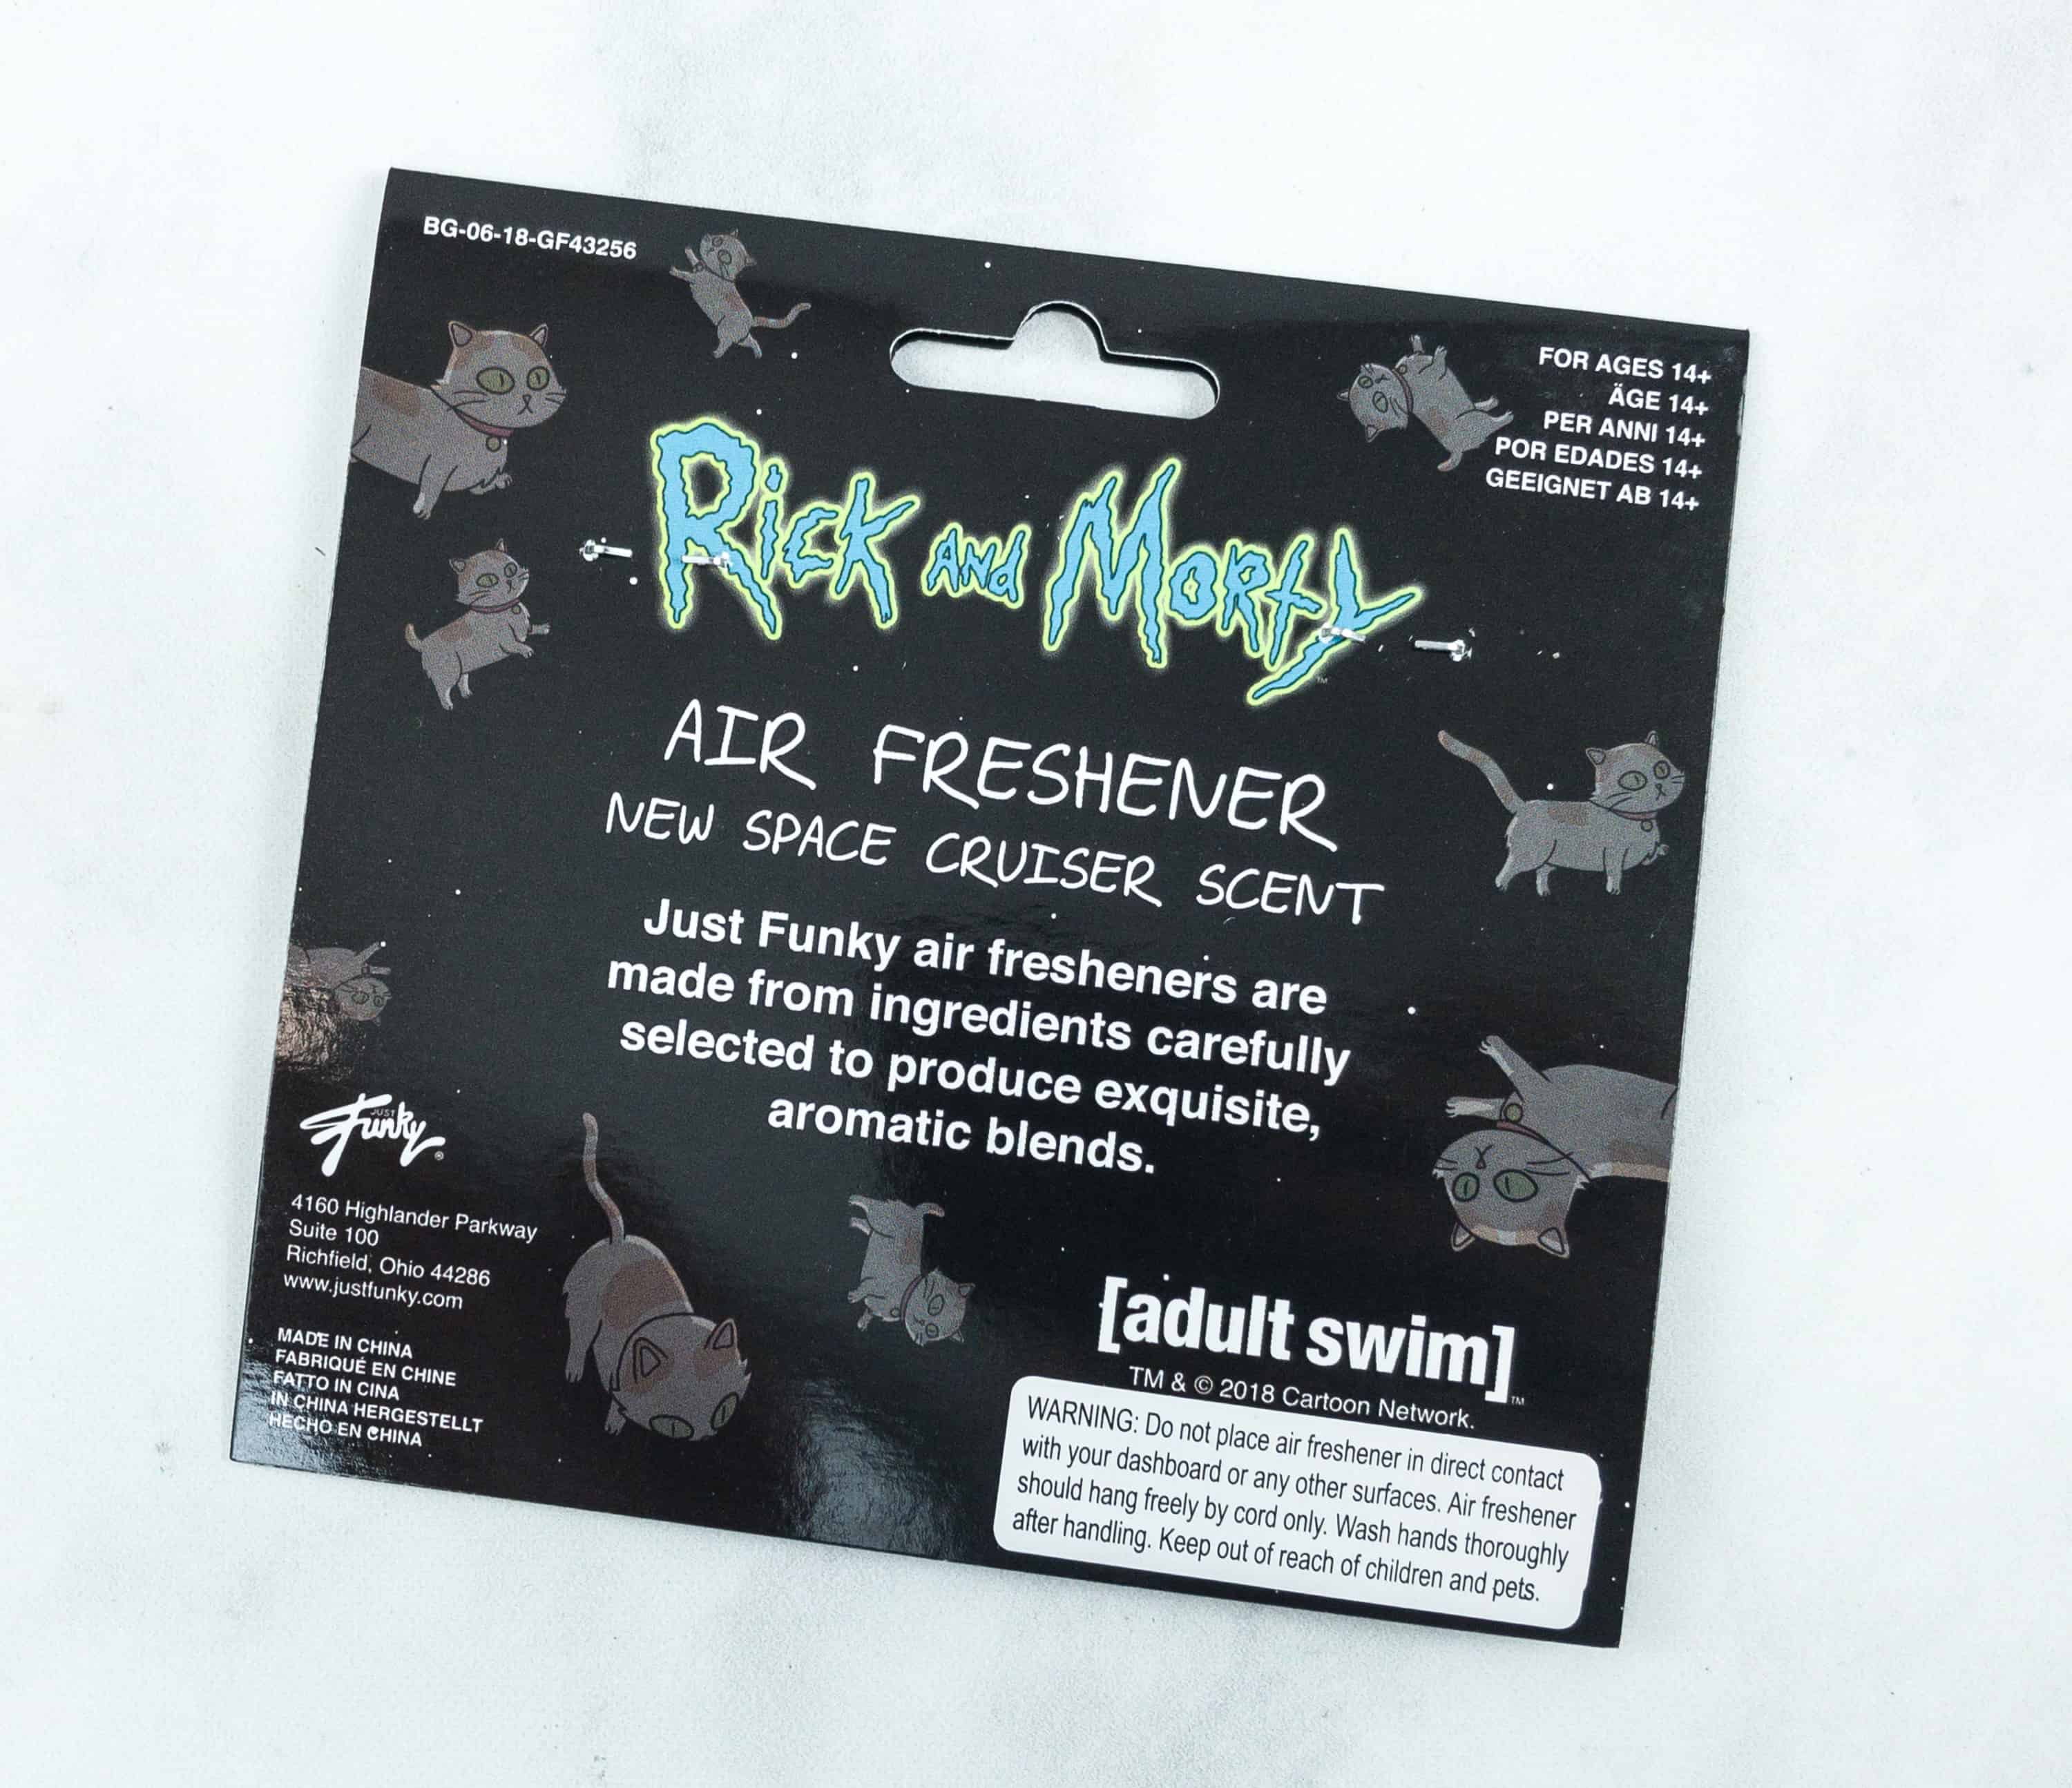 BG-06-18-GF43256
FOR AGES 14+
ÄGE 14+
PER ANNI 14+
POR EDADES 14+
GEEIGNET AB 14+
RICK AND MORTY
TM
AIR FRESHENER
NEW SPACE CRUISER SCENT
Just Funky air fresheners are
made from ingredients carefully
selected to produce exquisite,
aromatic blends.
JUST
Funky®
4160 Highlander Parkway
Suite 100
Richfield, Ohio 44286
www.justfunky.com
MADE IN CHINA
FABRIQUÉ EN CHINE
FATTO IN CINA
IN CHINA HERGESTELLT
HECHO EN CHINA
[adult swim]™
TM & © 2018 Cartoon Network.
WARNING: Do not place air freshener in direct contact
with your dashboard or any other surfaces. Air freshener
should hang freely by cord only. Wash hands thoroughly
after handling. Keep out of reach of children and pets.